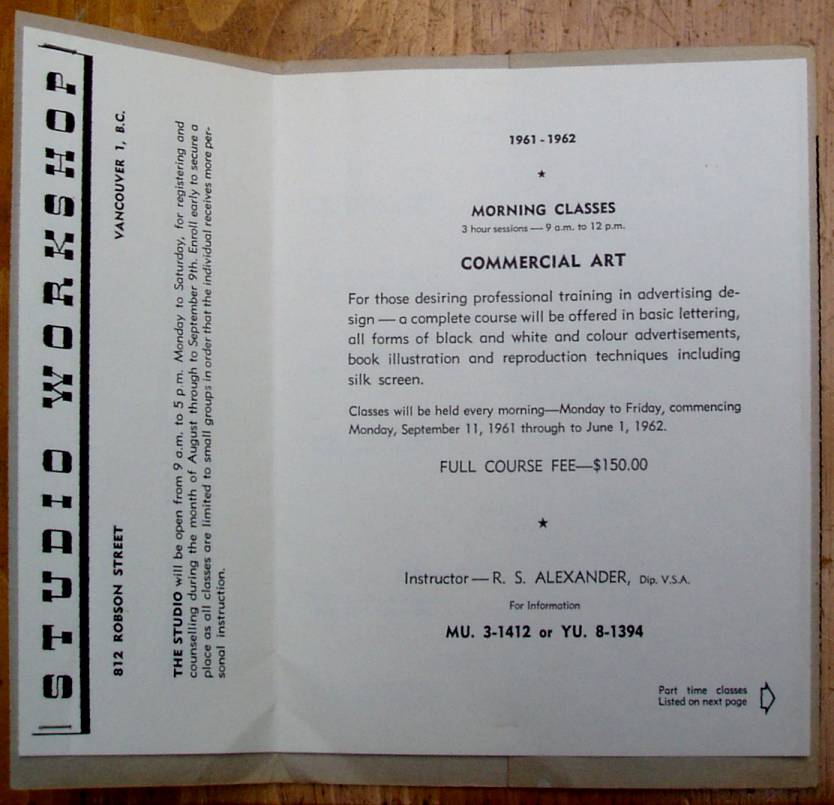 STUDIO WORKSHOP
812 ROBSON STREET VANCOUVER 1, B.C.
THE STUDIO will be open from 9 a.m. to 5 p.m. Monday to Saturday, for registering and
counselling during the month of August through to September 9th. Enroll early to secure a
place as all classes are limited to small groups in order that the individual receives more per-
sonal instruction.
1961 - 1962
★
MORNING CLASSES
3 hour sessions — 9 a.m. to 12 p.m.
COMMERCIAL ART
For those desiring professional training in advertising de-
sign — a complete course will be offered in basic lettering,
all forms of black and white and colour advertisements,
book illustration and reproduction techniques including
silk screen.
Classes will be held every morning—Monday to Friday, commencing
Monday, September 11, 1961 through to June 1, 1962.
FULL COURSE FEE—$150.00
★
Instructor — R. S. ALEXANDER, Dip. V.S.A.
For Information
MU. 3-1412 or YU. 8-1394
Part time classes
Listed on next page